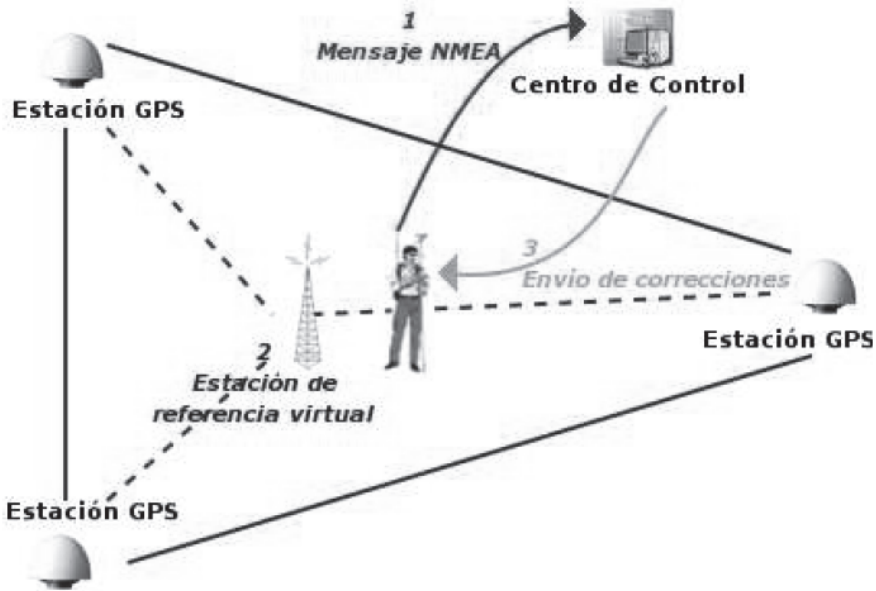 1
Mensaje NMEA
Centro de Control
Estación GPS
3
Envio de correcciones
Estación GPS
2
Estación de
referencia virtual
Estación GPS